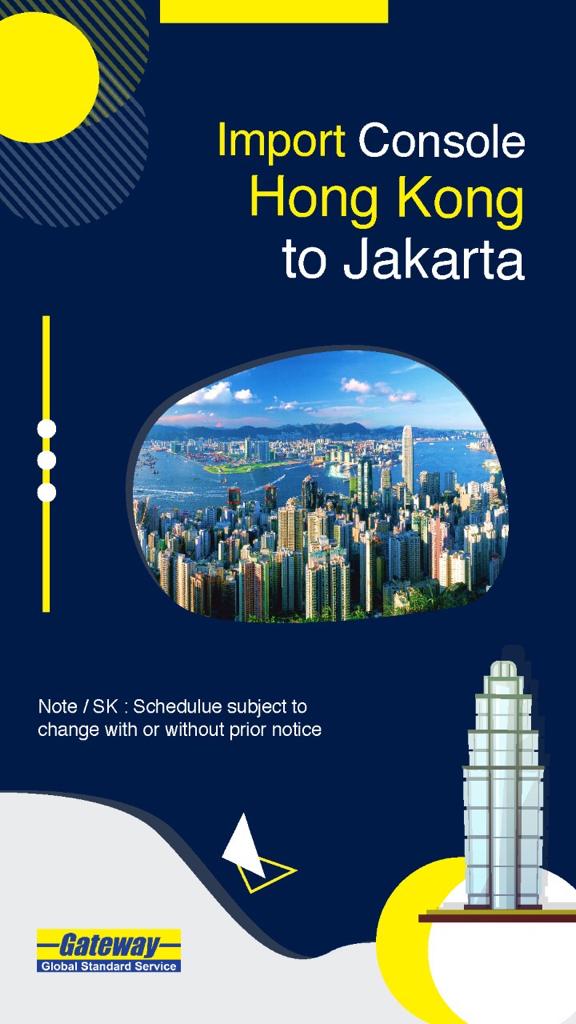 Import Console
Hong Kong
to Jakarta
Note / SK : Schedulue subject to
change with or without prior notice
Gateway
Global Standard Service